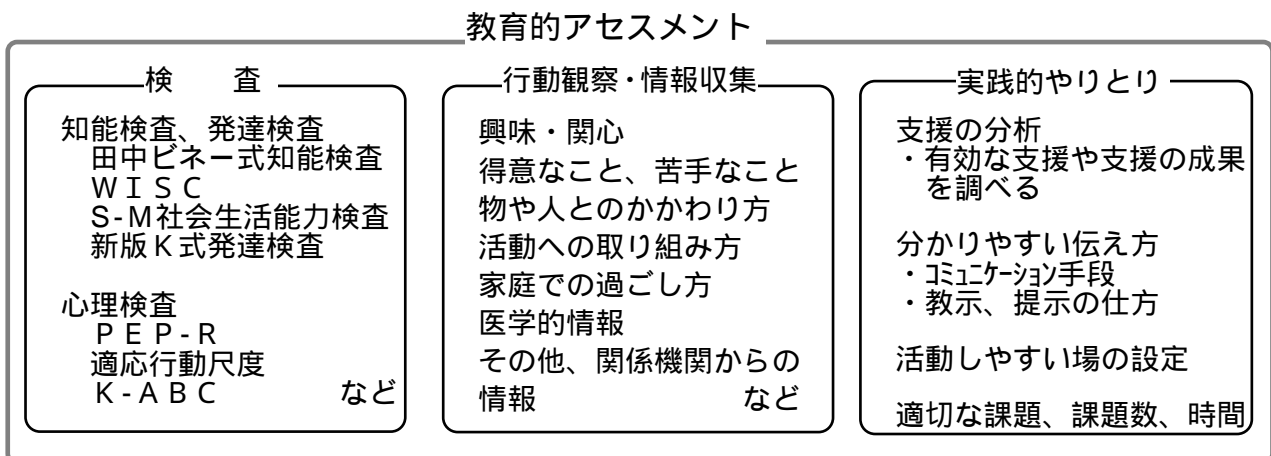 教育的アセスメント
検　　査
知能検査、発達検査
田中ビネー式知能検査
ＷＩＳＣ
S-M社会生活能力検査
新版Ｋ式発達検査
心理検査
ＰＥＰ-Ｒ
適応行動尺度
Ｋ-ＡＢＣ　　　　など
行動観察・情報収集
興味・関心
得意なこと、苦手なこと
物や人とのかかわり方
活動への取り組み方
家庭での過ごし方
医学的情報
その他、関係機関からの
情報　　　　　　　など
実践的やりとり
支援の分析
・有効な支援や支援の成果
を調べる
分かりやすい伝え方
・ｺﾐｭﾆｹｰｼｮﾝ手段
・教示、提示の仕方
活動しやすい場の設定
適切な課題、課題数、時間